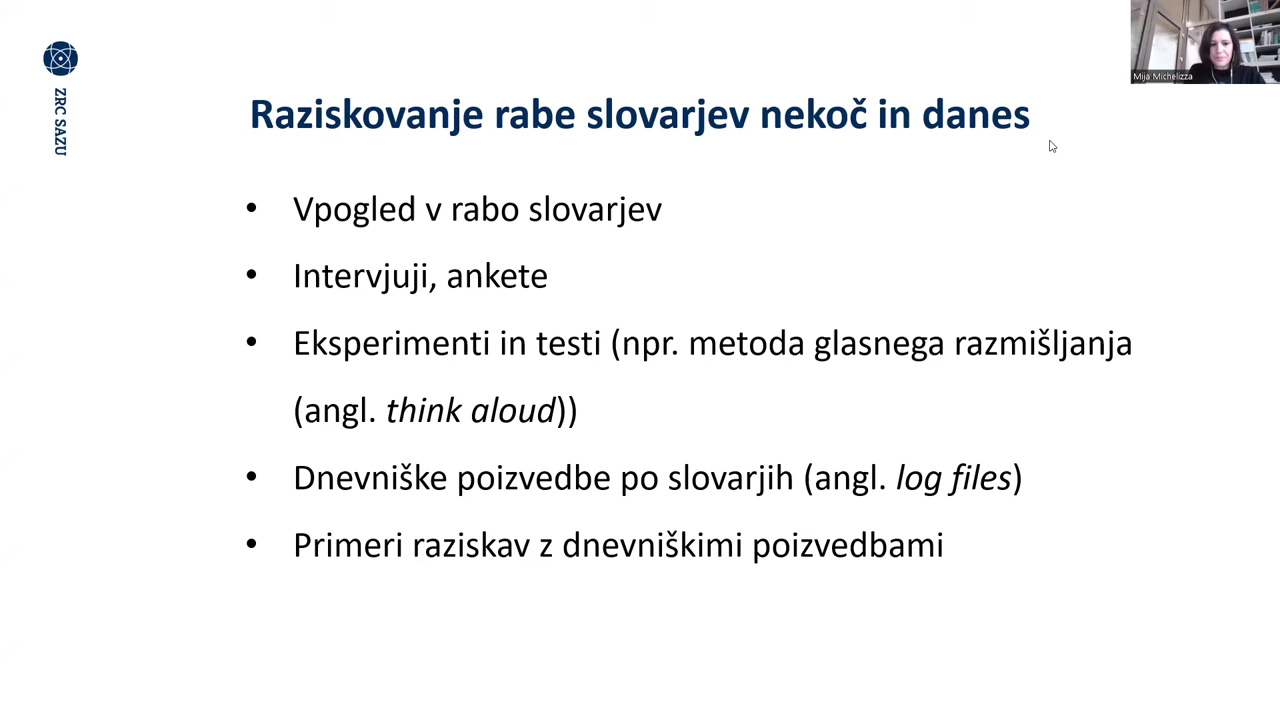 ZRC SAZU
Mija Michelizza
Raziskovanje rabe slovarjev nekoč in danes
• Vpogled v rabo slovarjev
• Intervjuji, ankete
• Eksperimenti in testi (npr. metoda glasnega razmišljanja
(angl. think aloud))
• Dnevniške poizvedbe po slovarjih (angl. log files)
• Primeri raziskav z dnevniškimi poizvedbami